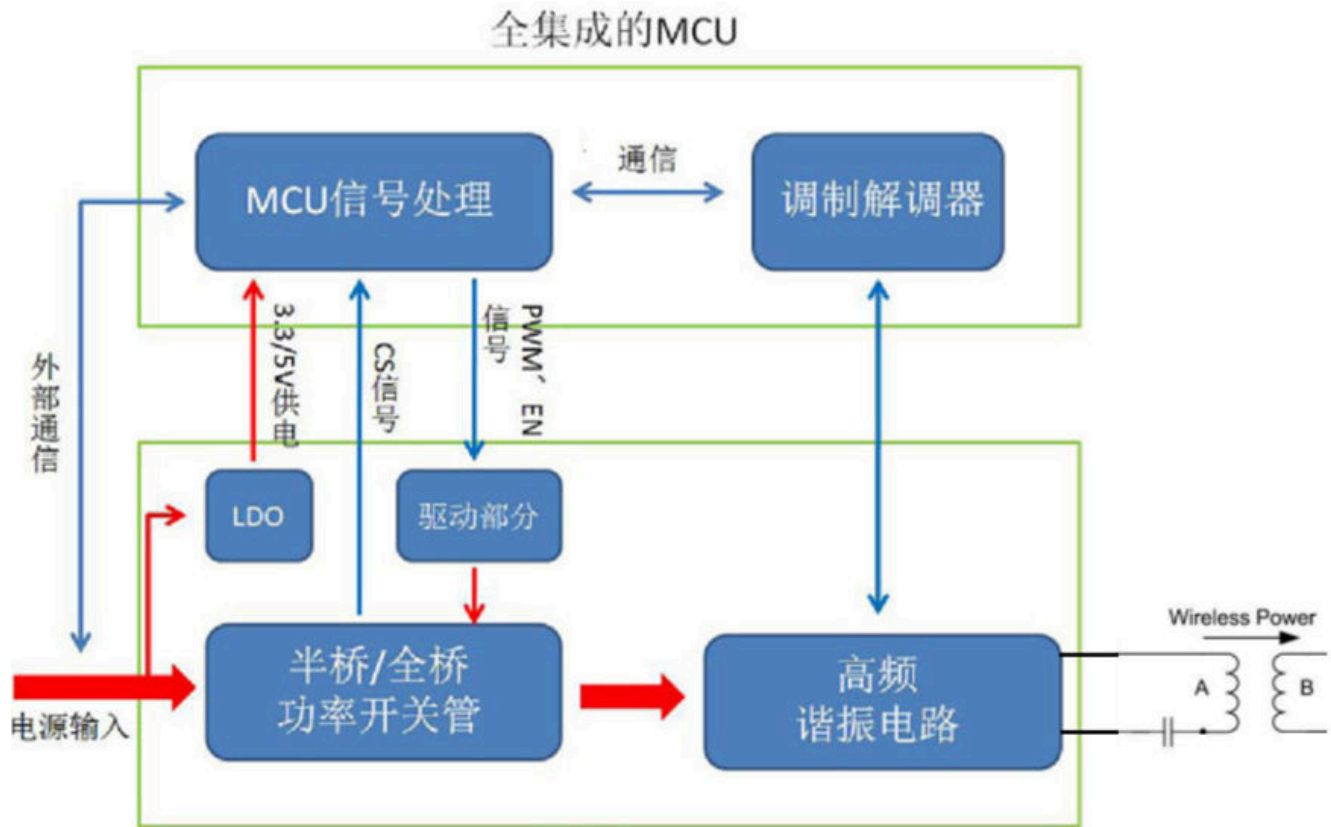 全集成的MCU
MCU信号处理
通信
调制解调器
外部通信
3.3/5V供电
CS信号
PWM、EN
信号
LDO
驱动部分
半桥/全桥
功率开关管
高频
谐振电路
电源输入
Wireless Power
A
B